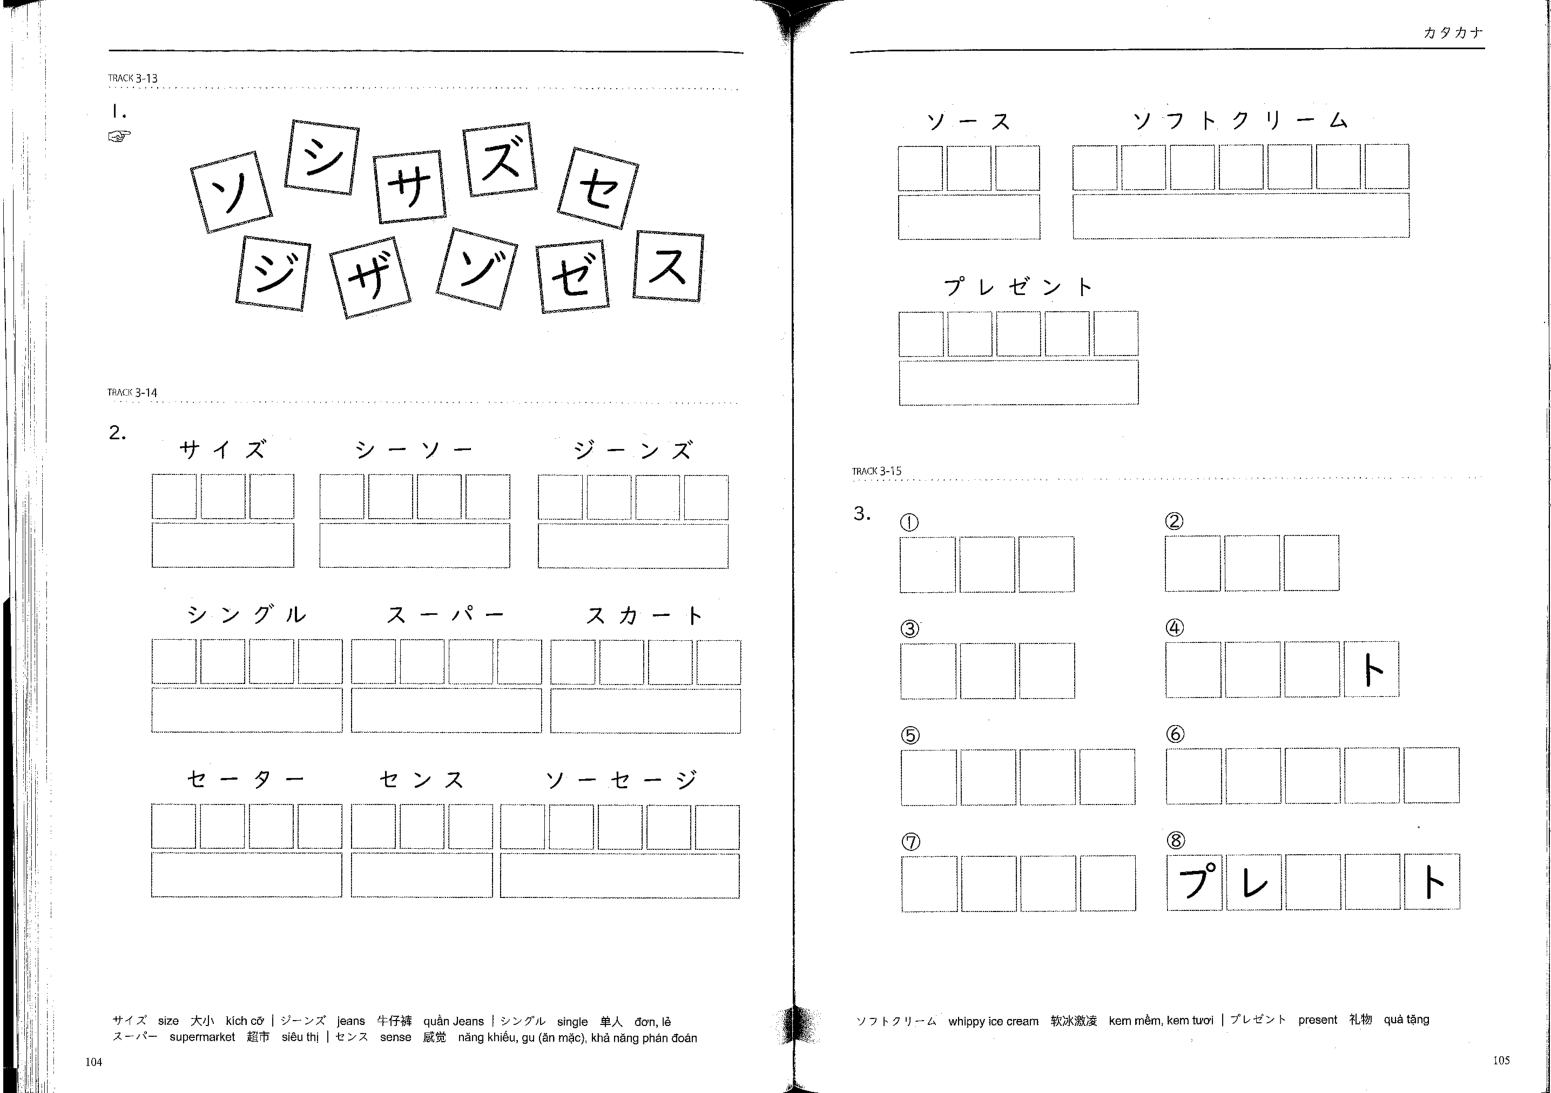 TRACK 3-13
1.
ソ シ サ ズ セ
ジ ザ ゾ ゼ ス
TRACK 3-14
2.
サイズ シーソー ジーンズ
シングル スーパー スカート
セーター センス ソーセージ
サイズ size 大小 kích cỡ | ジーンズ jeans 牛仔裤 quần Jeans | シングル single 单人 đơn, lẻ
スーパー supermarket 超市 siêu thị | センス sense 感觉 năng khiếu, gu (ăn mặc), khả năng phán đoán
104
カタカナ
ソース ソフトクリーム
プレゼント
TRACK 3-15
3.
① ②
③ ④ ト
⑤ ⑥
⑦ ⑧ プレ ト
ソフトクリーム whippy ice cream 软冰激凌 kem mềm, kem tươi | プレゼント present 礼物 quà tặng
105